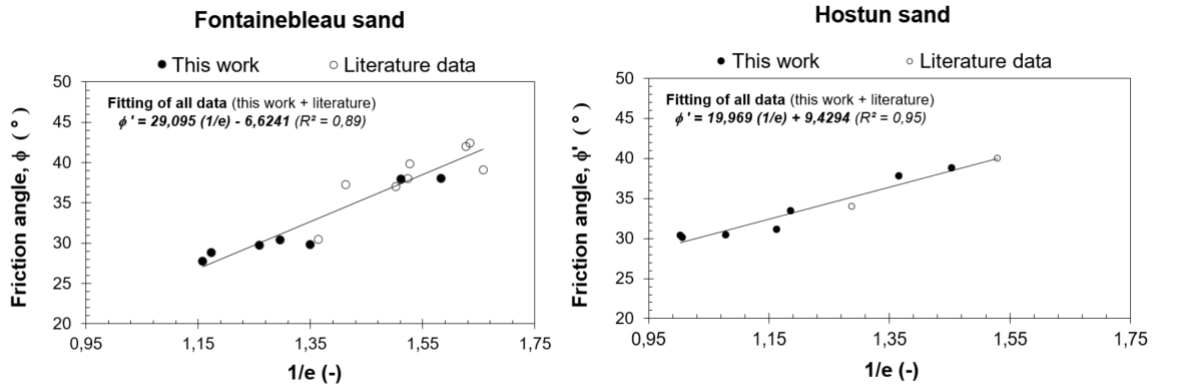 Fontainebleau sand
This work
Literature data
Fitting of all data (this work + literature)
ϕ ' = 29,095 (1/e) - 6,6241 (R² = 0,89)
Friction angle, ϕ ( ° )
50
45
40
35
30
25
20
0,95
1,15
1,35
1,55
1,75
1/e (-)
Hostun sand
This work
Literature data
Fitting of all data (this work + literature)
ϕ ' = 19,969 (1/e) + 9,4294 (R² = 0,95)
Friction angle, ϕ' ( ° )
50
45
40
35
30
25
20
0,95
1,15
1,35
1,55
1,75
1/e (-)